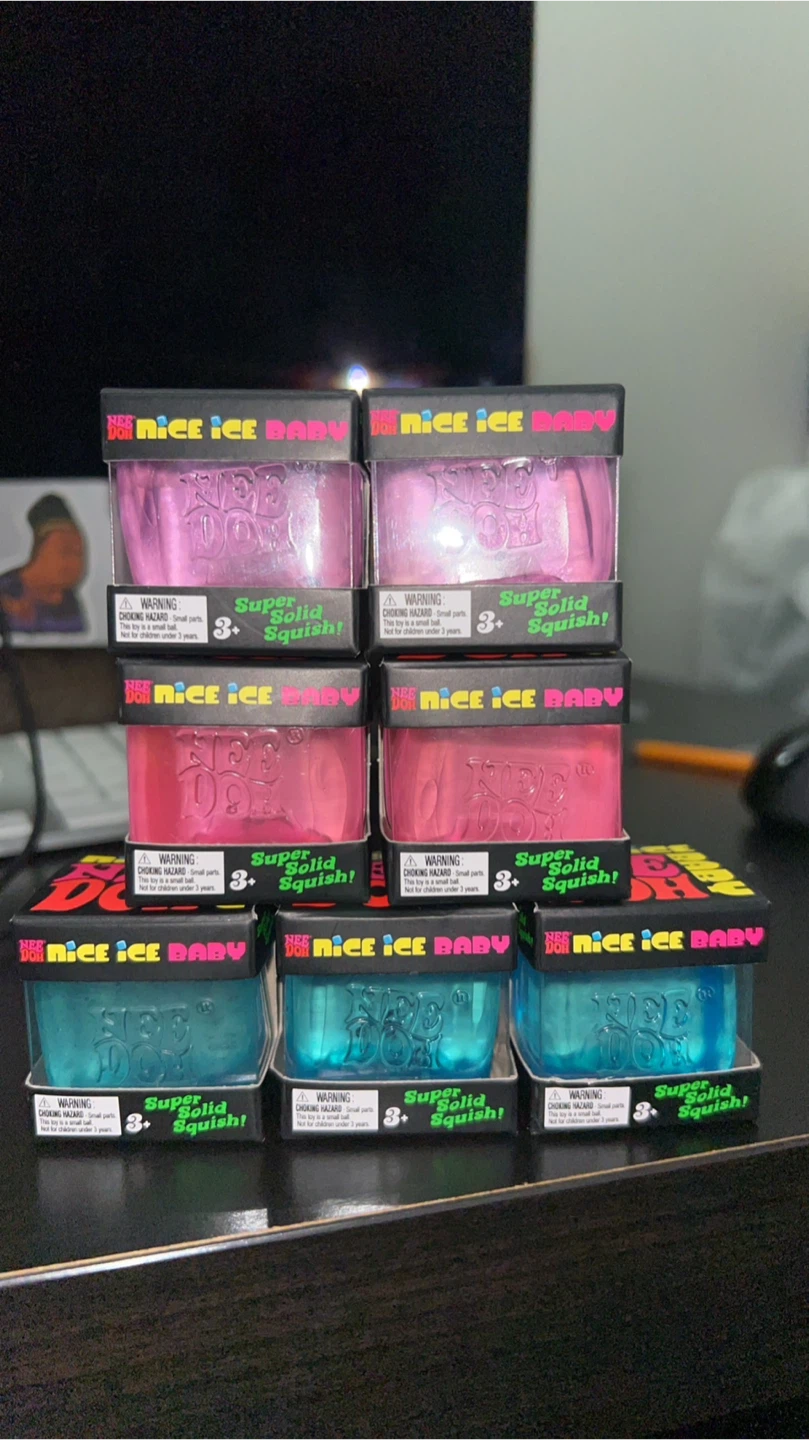 NEE DOH NICE ICE BABY
NEE DOH NICE ICE BABY
NEE
DOH
NEE
DOH
WARNING:
CHOKING HAZARD - Small parts.
This toy is a small ball.
Not for children under 3 years.
3+
Super
Solid
Squish!
WARNING:
CHOKING HAZARD - Small parts.
This toy is a small ball.
Not for children under 3 years.
3+
Super
Solid
Squish!
NEE DOH NICE ICE BABY
NEE DOH NICE ICE BABY
NEE®
DOH
NEE
DOH
WARNING:
CHOKING HAZARD - Small parts.
This toy is a small ball.
Not for children under 3 years.
3+
Super
Solid
Squish!
WARNING:
CHOKING HAZARD - Small parts.
This toy is a small ball.
Not for children under 3 years.
3+
Super
Solid
Squish!
DOH
BABY
NEE DOH NICE ICE BABY
NEE DOH NICE ICE BABY
NEE DOH NICE ICE BABY
NEE®
DOH
NEE
DOH
NEE
DOH
WARNING:
CHOKING HAZARD - Small parts.
This toy is a small ball.
Not for children under 3 years.
3+
Super
Solid
Squish!
WARNING:
CHOKING HAZARD - Small parts.
This toy is a small ball.
Not for children under 3 years.
3+
Super
Solid
Squish!
WARNING:
CHOKING HAZARD - Small parts.
This toy is a small ball.
Not for children under 3 years.
3+
Super
Solid
Squish!